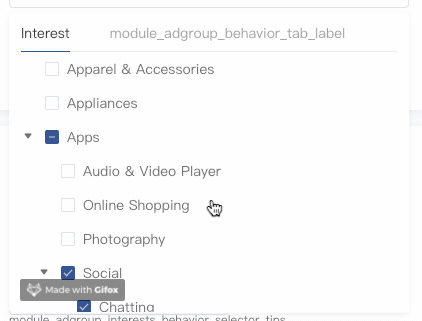 Interest module_adgroup_behavior_tab_label
Apparel & Accessories
Appliances
Apps
Audio & Video Player
Online Shopping
Photography
Social
Made with Gifox
Chatting
module_adgroup_interests_behavior_selector_tips